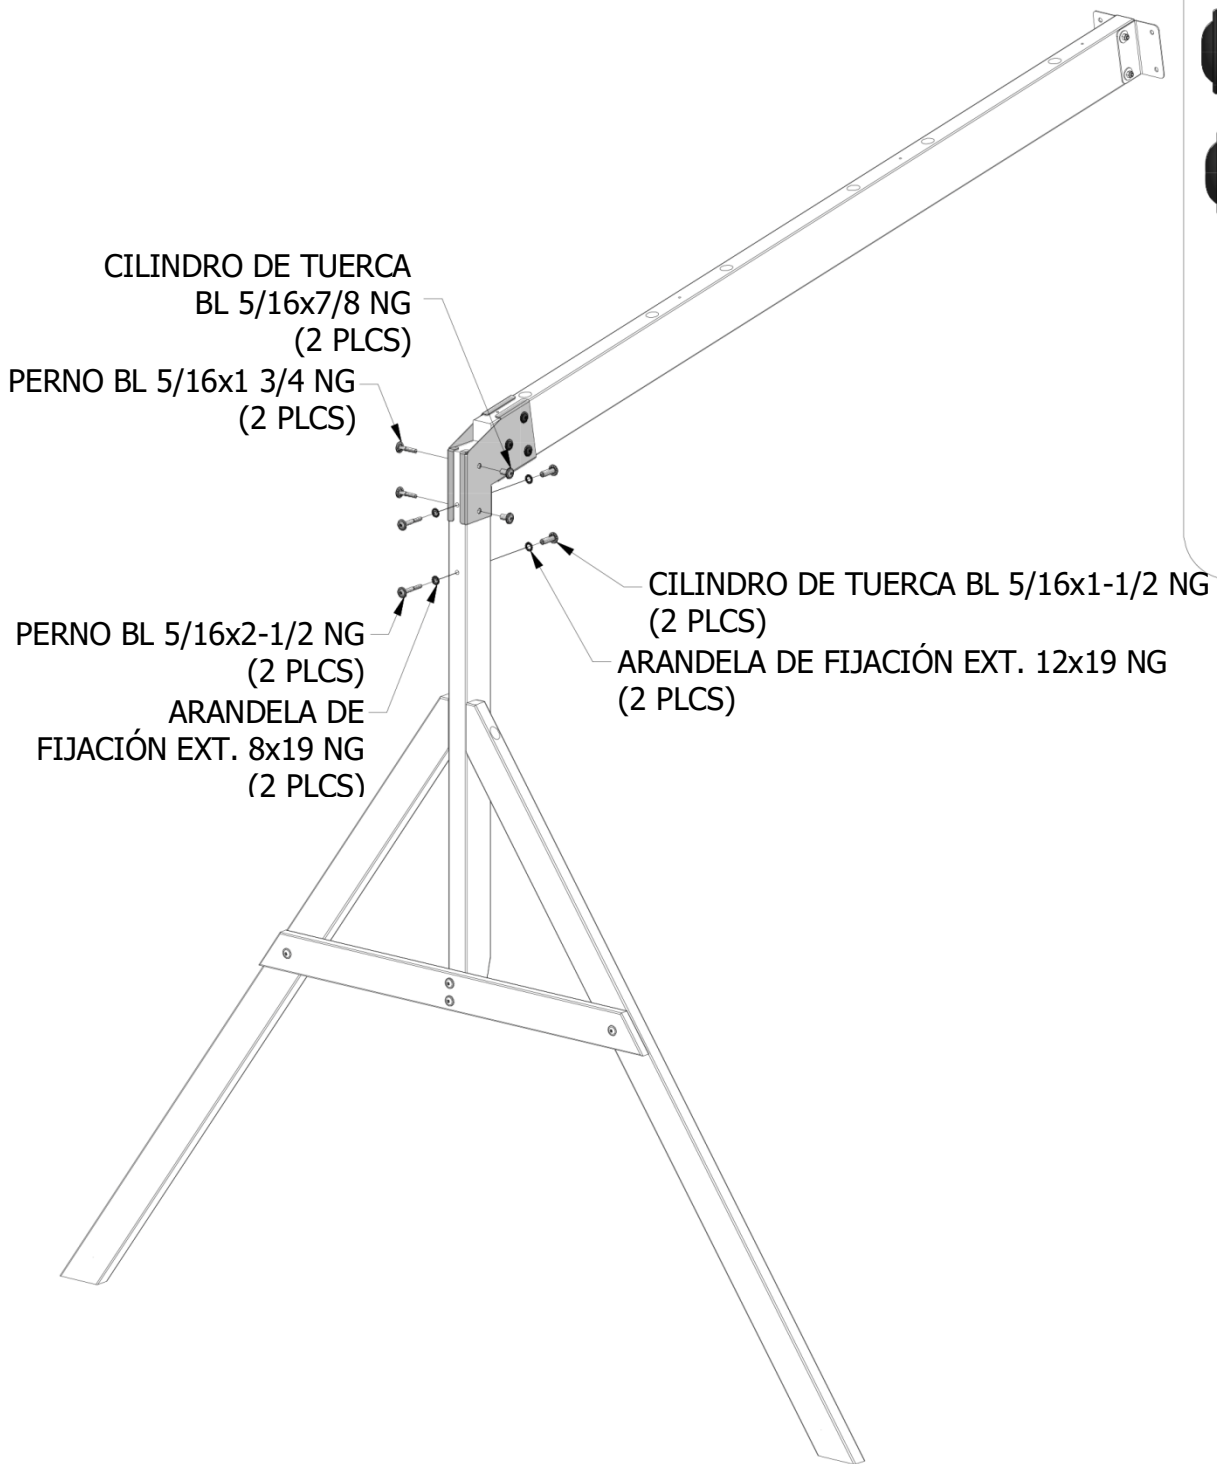 CILINDRO DE TUERCA
BL 5/16x7/8 NG
(2 PLCS)
PERNO BL 5/16x1 3/4 NG
(2 PLCS)
CILINDRO DE TUERCA BL 5/16x1-1/2 NG
(2 PLCS)
PERNO BL 5/16x2-1/2 NG
(2 PLCS)
ARANDELA DE FIJACIÓN EXT. 12x19 NG
(2 PLCS)
ARANDELA DE
FIJACIÓN EXT. 8x19 NG
(2 PLCS)